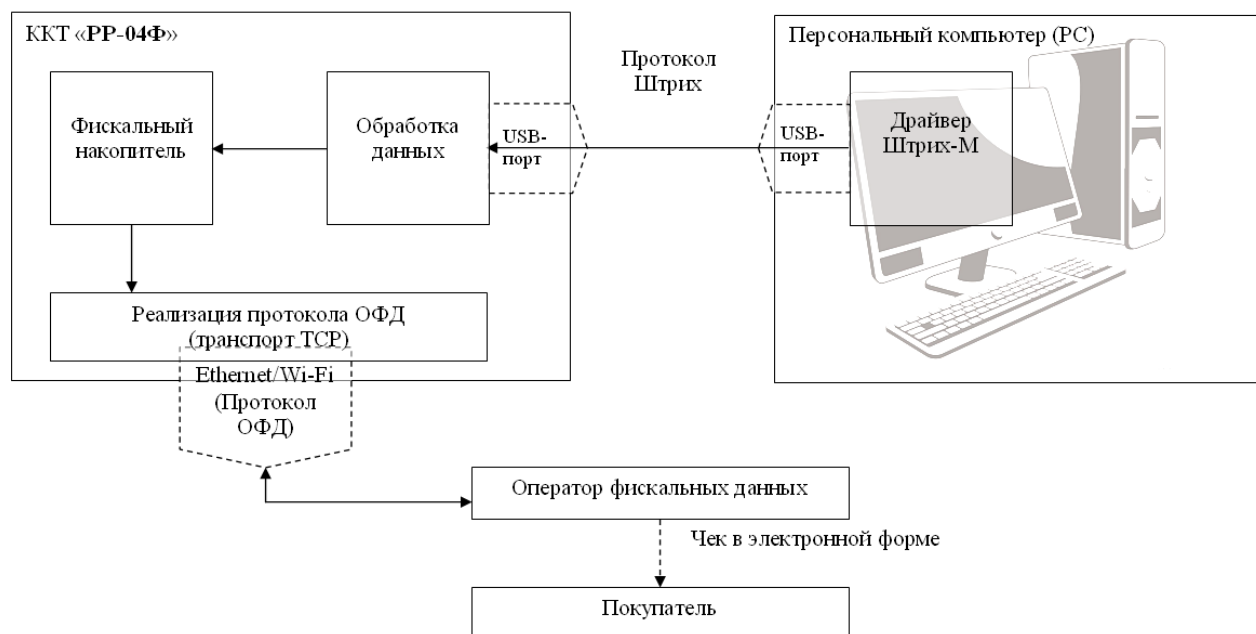 ККТ «РР-04Ф»
Персональный компьютер (PC)
Протокол
Штрих
Фискальный
накопитель
Обработка
данных
USB-
порт
USB-
порт
Драйвер
Штрих-М
Реализация протокола ОФД
(транспорт TCP)
Ethernet/Wi-Fi
(Протокол
ОФД)
Оператор фискальных данных
Чек в электронной форме
Покупатель